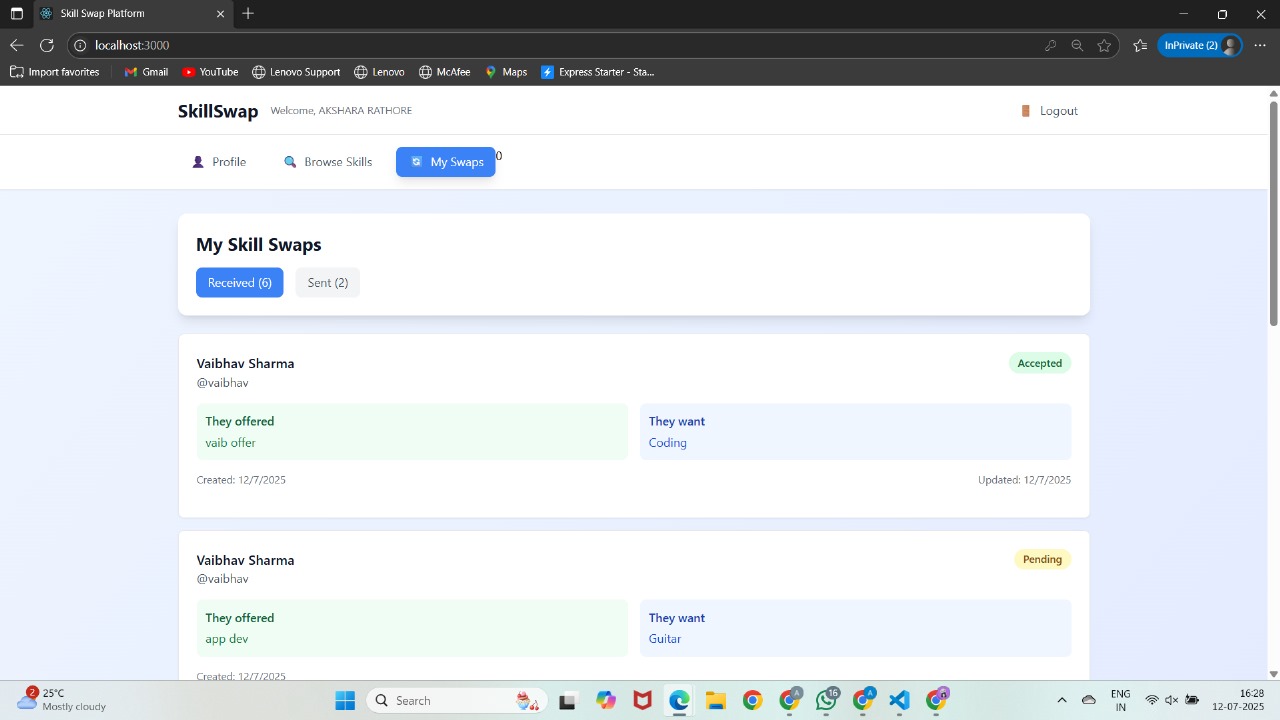 Skill Swap Platform
localhost:3000
InPrivate (2)
Import favorites
Gmail
YouTube
Lenovo Support
Lenovo
McAfee
Maps
Express Starter - Sta...
SkillSwap
Welcome, AKSHARA RATHORE
Logout
Profile
Browse Skills
My Swaps
0
My Skill Swaps
Received (6)
Sent (2)
Vaibhav Sharma
Accepted
@vaibhav
They offered
vaib offer
They want
Coding
Created: 12/7/2025
Updated: 12/7/2025
Vaibhav Sharma
Pending
@vaibhav
They offered
app dev
They want
Guitar
Created: 12/7/2025
2
25°C
Mostly cloudy
Search
A
16
A
ENG
IN
16:28
12-07-2025